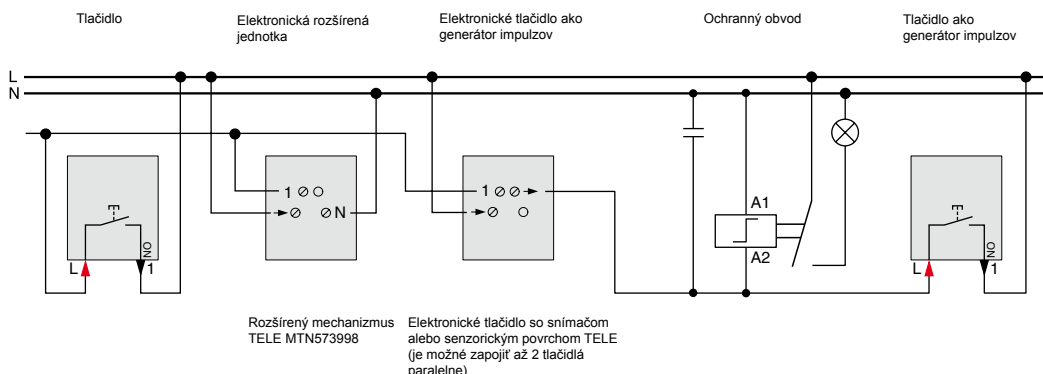 Tlačidlo
Elektronická rozšírená
jednotka
Elektronické tlačidlo ako
generátor impulzov
Ochranný obvod
Tlačidlo ako
generátor impulzov
L
N
1
N
1
A1
A2
L
NO
1
L
NO
1
Rozšírený mechanizmus
TELE MTN573998
Elektronické tlačidlo so snímačom
alebo senzorickým povrchom TELE
(je možné zapojiť až 2 tlačidlá
paralelne)